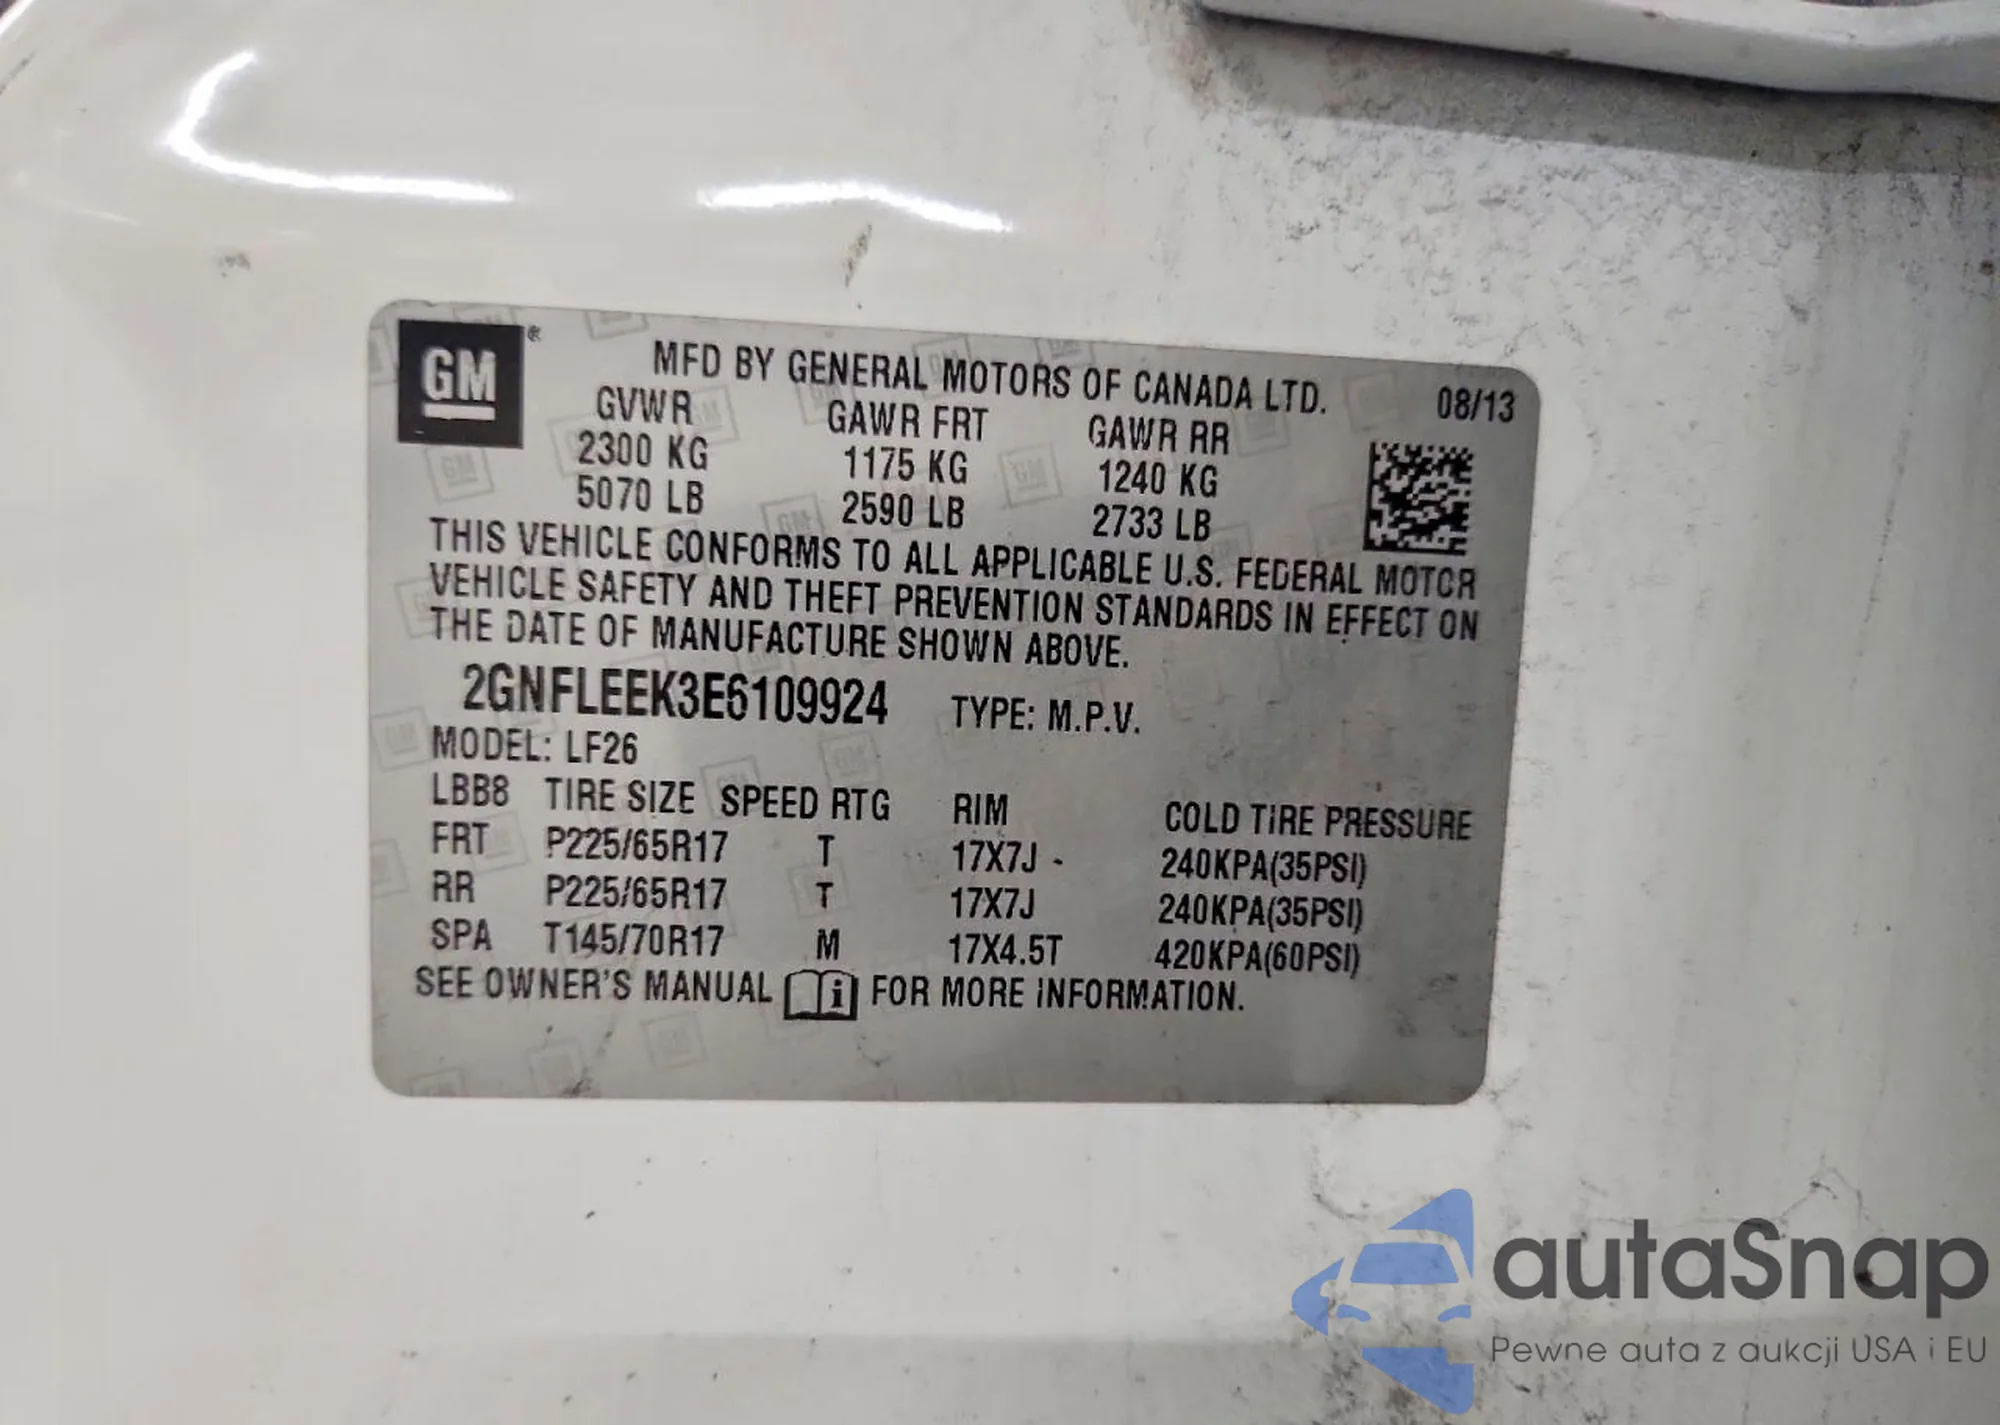 GM ®
MFD BY GENERAL MOTORS OF CANADA LTD. 08/13
GVWR GAWR FRT GAWR RR
2300 KG 1175 KG 1240 KG
5070 LB 2590 LB 2733 LB
THIS VEHICLE CONFORMS TO ALL APPLICABLE U.S. FEDERAL MOTOR
VEHICLE SAFETY AND THEFT PREVENTION STANDARDS IN EFFECT ON
THE DATE OF MANUFACTURE SHOWN ABOVE.
2GNFLEEK3E6109924 TYPE: M.P.V.
MODEL: LF26
LBB8 TIRE SIZE SPEED RTG RIM COLD TIRE PRESSURE
FRT P225/65R17 T 17X7J 240KPA(35PSI)
RR P225/65R17 T 17X7J 240KPA(35PSI)
SPA T145/70R17 M 17X4.5T 420KPA(60PSI)
SEE OWNER'S MANUAL i FOR MORE INFORMATION.
autaSnap
Pewne auta z aukcji USA i EU